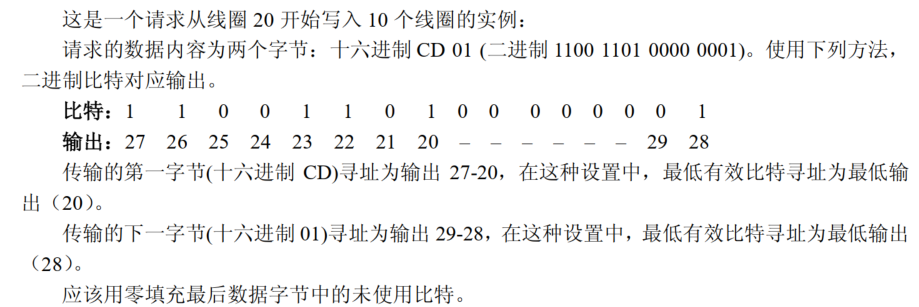 这是一个请求从线圈 20 开始写入 10 个线圈的实例：
请求的数据内容为两个字节：十六进制 CD 01 (二进制 1100 1101 0000 0001)。使用下列方法，
二进制比特对应输出。
比特：1 1 0 0 1 1 0 1 0 0 0 0 0 0 0 1
输出：27 26 25 24 23 22 21 20 – – – – – – 29 28
传输的第一字节(十六进制 CD)寻址为输出 27-20，在这种设置中，最低有效比特寻址为最低输
出（20）。
传输的下一字节(十六进制 01)寻址为输出 29-28，在这种设置中，最低有效比特寻址为最低输出
（28）。
应该用零填充最后数据字节中的未使用比特。